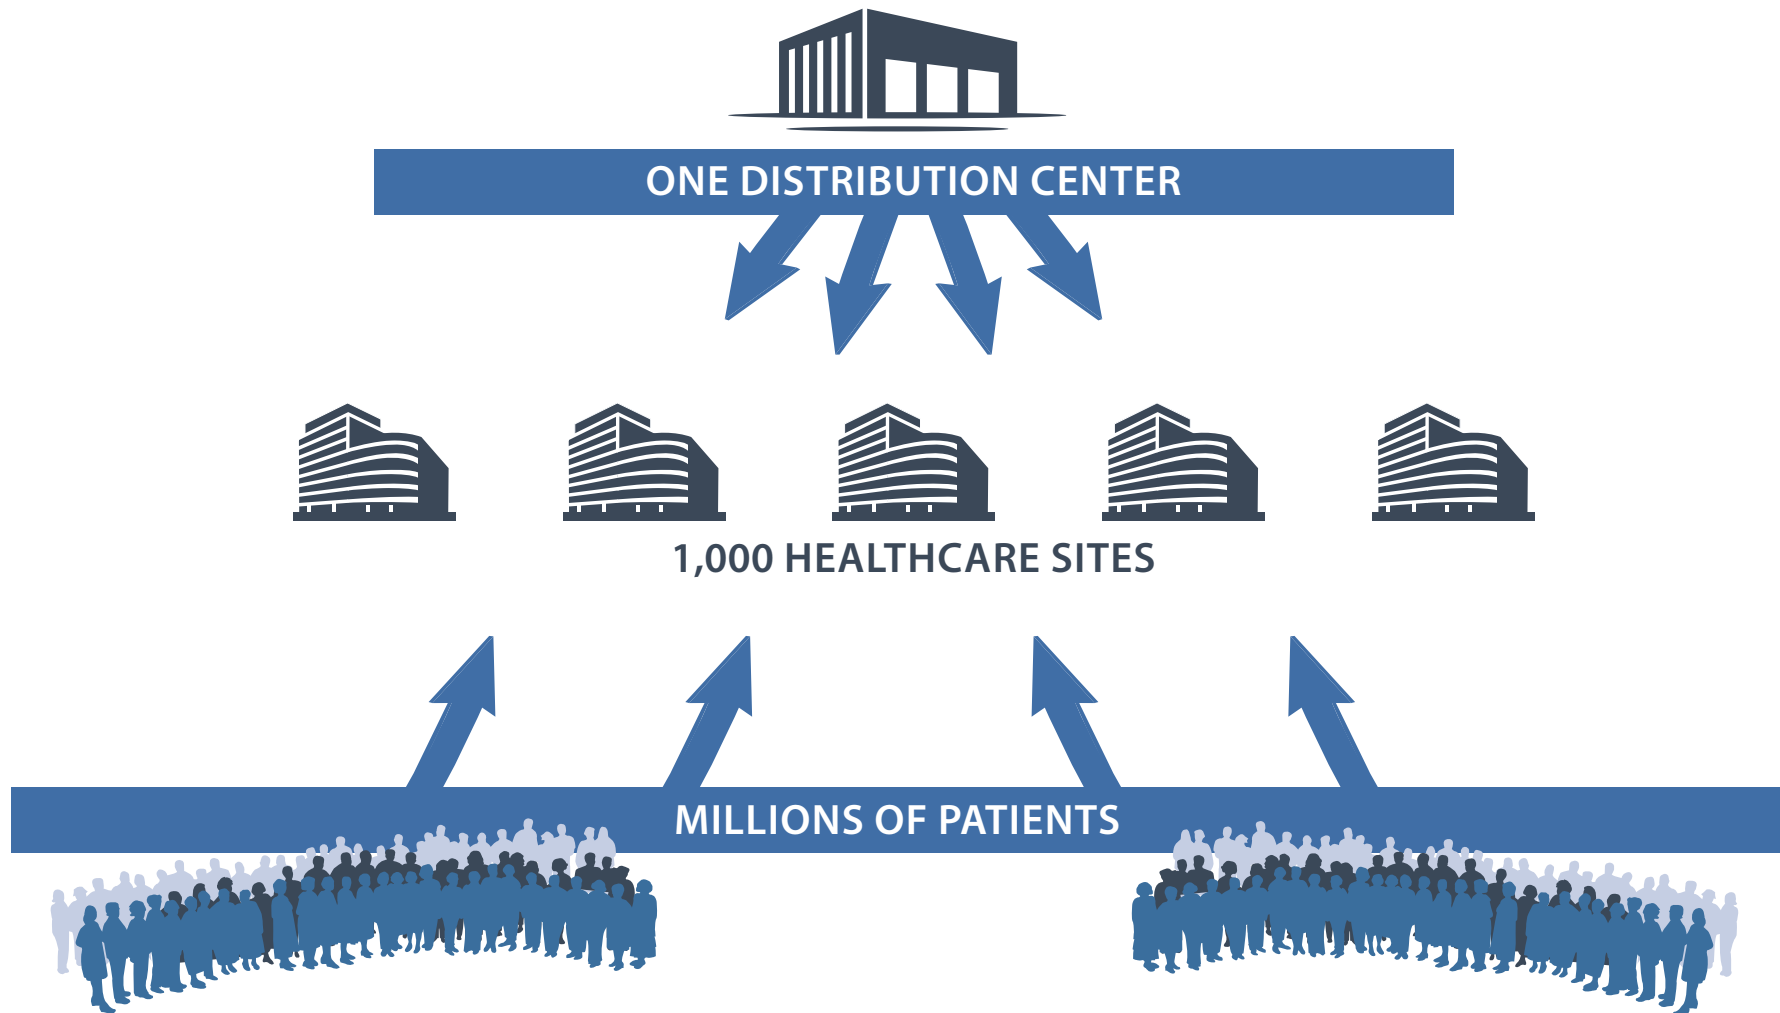 ONE DISTRIBUTION CENTER
1,000 HEALTHCARE SITES
MILLIONS OF PATIENTS